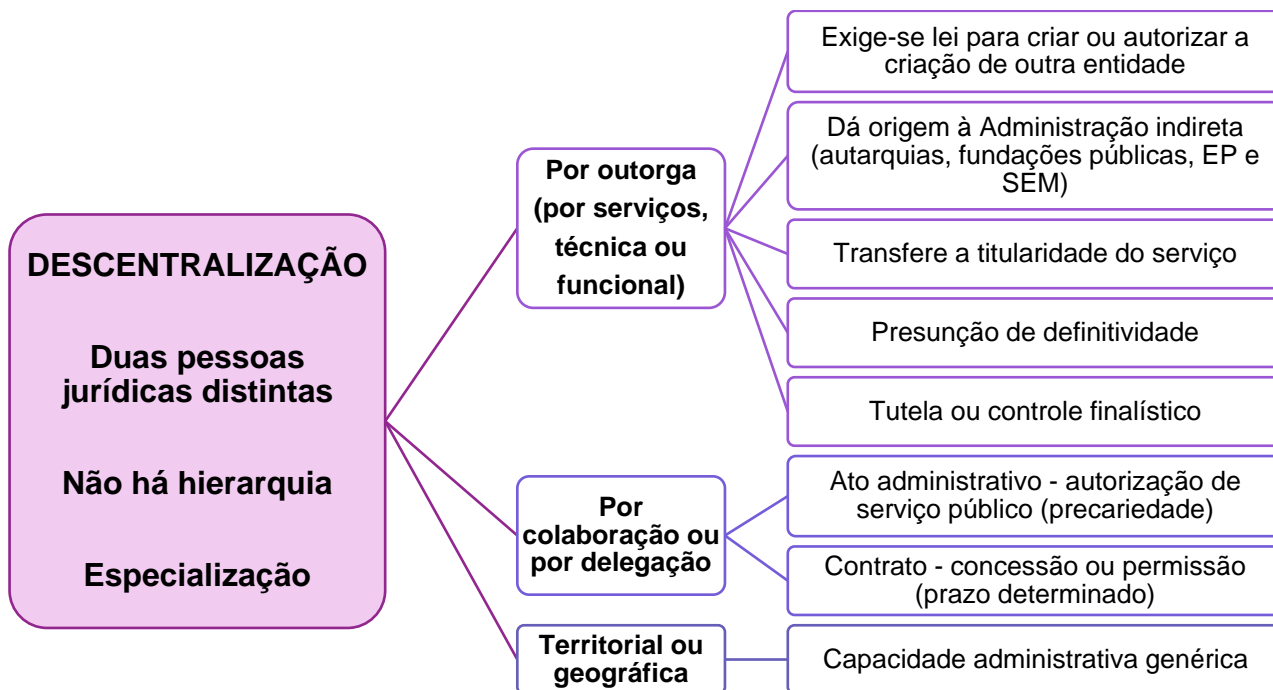 DESCENTRALIZAÇÃO
Duas pessoas
jurídicas distintas
Não há hierarquia
Especialização
Por outorga
(por serviços,
técnica ou
funcional)
Exige-se lei para criar ou autorizar a
criação de outra entidade
Dá origem à Administração indireta
(autarquias, fundações públicas, EP e
SEM)
Transfere a titularidade do serviço
Presunção de definitividade
Tutela ou controle finalístico
Por
colaboração ou
por delegação
Ato administrativo - autorização de
serviço público (precariedade)
Contrato - concessão ou permissão
(prazo determinado)
Territorial ou
geográfica
Capacidade administrativa genérica